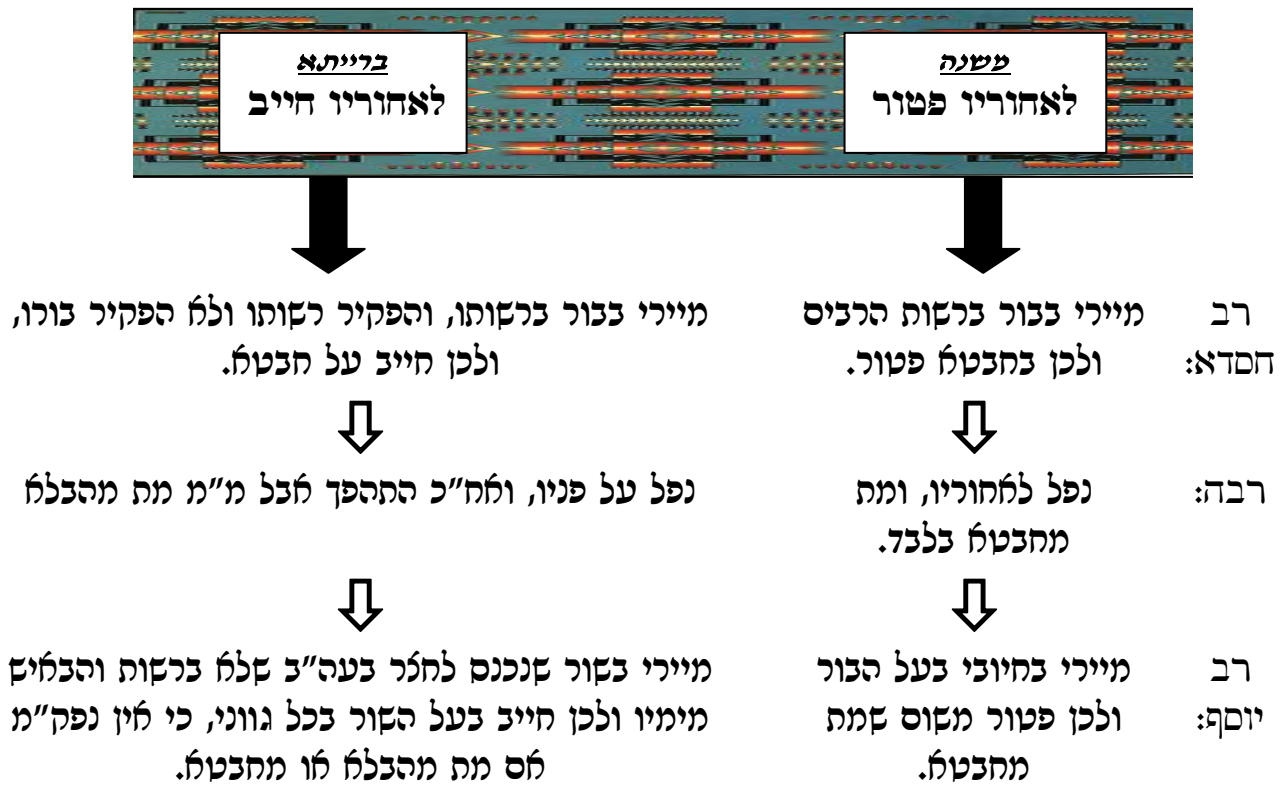 משנה
לאחוריו פטור
ברייתא
לאחוריו חייב
רב חסדא:
מיירי בבור ברשות הרבים
ולכן בחבטא פטור.
מיירי בבור ברשותו, והפקיר רשותו ולא הפקיר בורו,
ולכן חייב על חבטא.
רבה:
נפל לאחוריו, ומת
מחבטא בלבד.
נפל על פניו, ואח"כ התהפך אבל מ"מ מת מהבלא
רב יוסף:
מיירי בחיובי בעל הבור
ולכן פטור משום שמת
מחבטא.
מיירי בשור שנכנס לחצר בעה"ב שלא ברשות והבאיש
מימיו ולכן חייב בעל השור בכל גווני, כי אין נפק"מ
אם מת מהבלא או מחבטא.